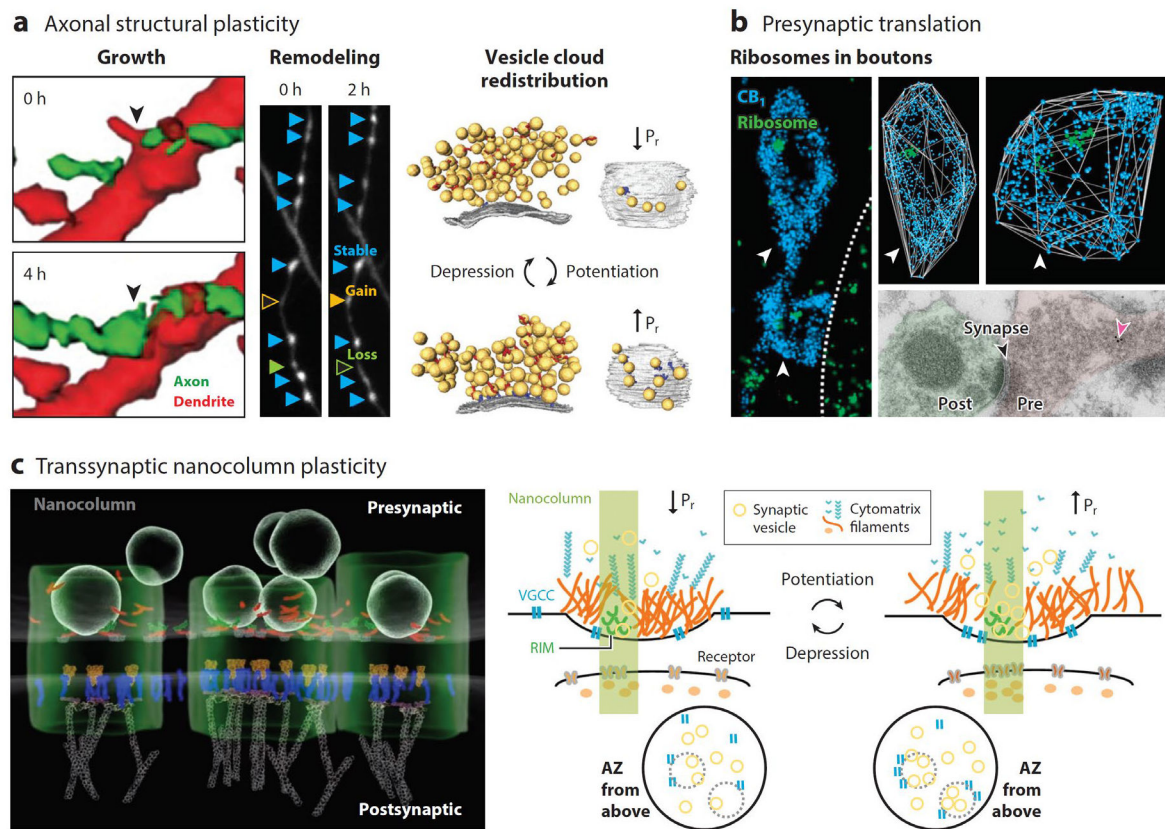 a Axonal structural plasticity
Growth
0 h
4 h
Axon
Dendrite
Remodeling
0 h 2 h
Stable
Gain
Loss
Vesicle cloud
redistribution
↓ Pr
Depression Potentiation
↑ Pr
b Presynaptic translation
Ribosomes in boutons
CB1
Ribosome
Synapse
Post Pre
c Transsynaptic nanocolumn plasticity
Nanocolumn
Presynaptic
Postsynaptic
Nanocolumn
↓ Pr
Synaptic
vesicle
Cytomatrix
filaments
↑ Pr
VGCC
RIM
Receptor
Potentiation
Depression
AZ
from
above
AZ
from
above